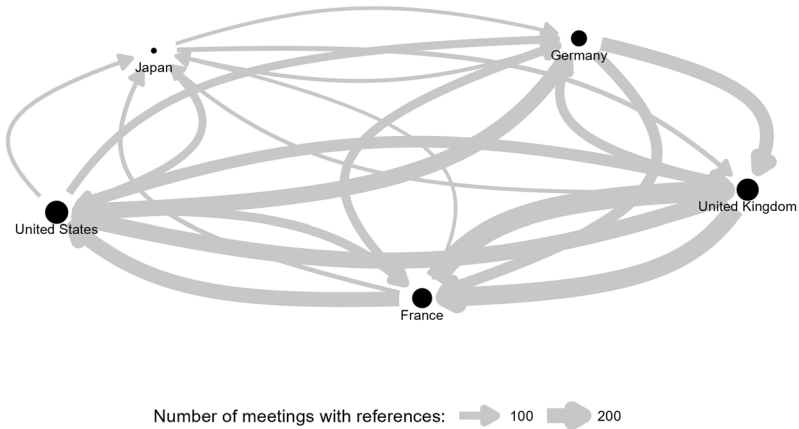 Germany
Japan
United Kingdom
United States
France
Number of meetings with references: 100 200